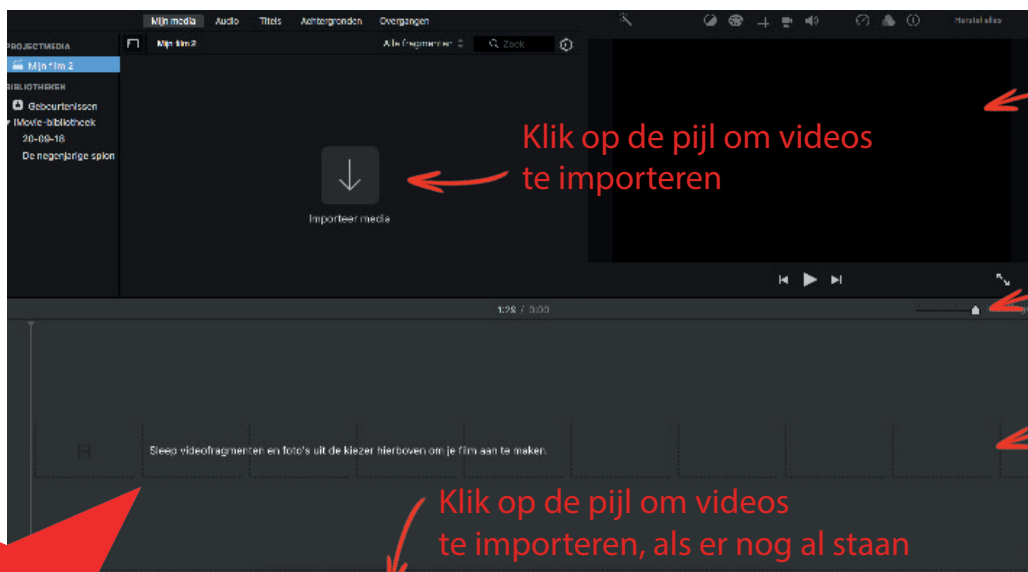 Mijn media Audio Titels Achtergronden Overgangen Herstel alles
PROJECTMEDIA Mijn film 2 Alle fragmenten Zoek
Mijn film 2
BIBLIOTHEKEN
Gebeurtenissen
iMovie-bibliotheek
20-09-18
De negenjarige spion
Klik op de pijl om videos
te importeren
Importeer media
1:29 / 0:00
Sleep videofragmenten en foto's uit de kiezer hierboven om je film aan te maken.
Klik op de pijl om videos
te importeren, als er nog al staan